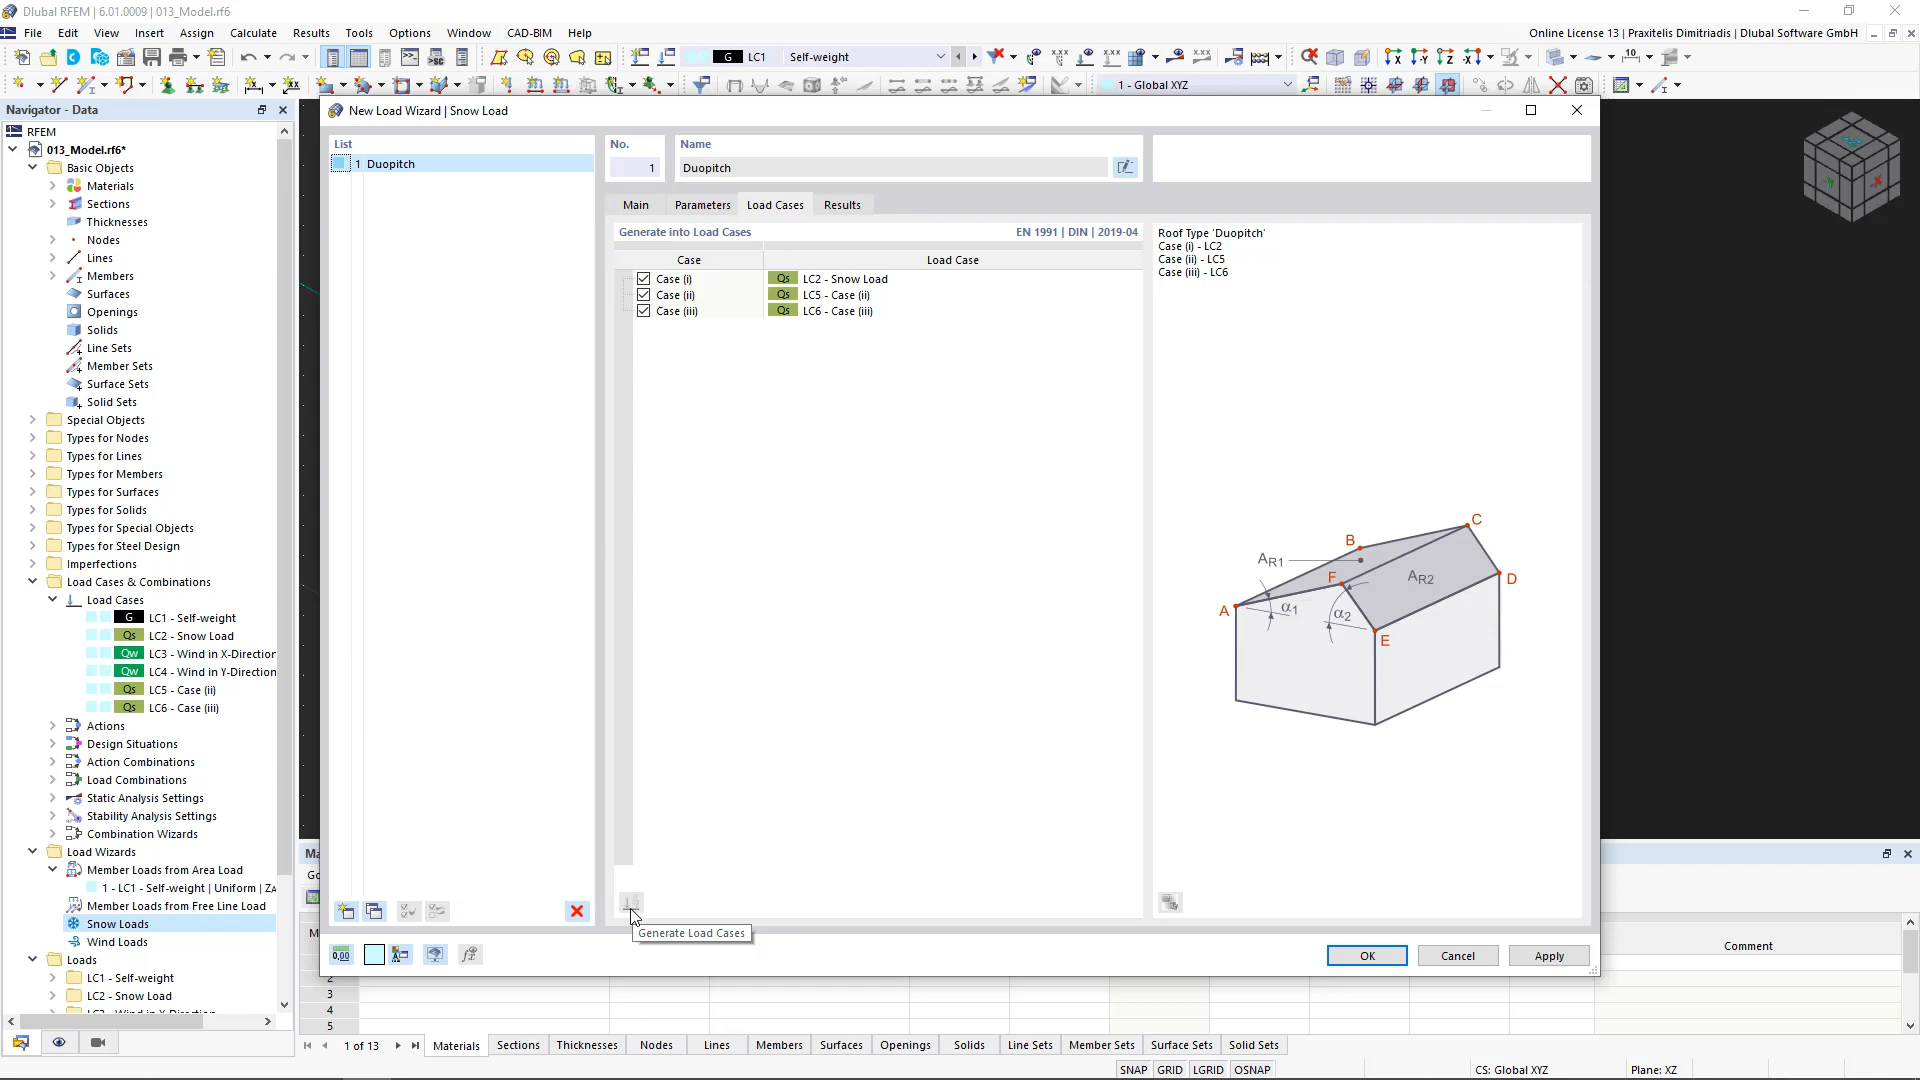 Dlubal RFEM | 6.01.0009 | 013_Model.rf6*
File Edit View Insert Assign Calculate Results Tools Options Window CAD-BIM Help
Online License 13 | Praxitelis Dimitriadis | Dlubal Software GmbH
G LC1 Self-weight
1 - Global XYZ
Navigator - Data
RFEM
013_Model.rf6*
Basic Objects
Materials
Sections
Thicknesses
Nodes
Lines
Members
Surfaces
Openings
Solids
Line Sets
Member Sets
Surface Sets
Solid Sets
Special Objects
Types for Nodes
Types for Lines
Types for Members
Types for Surfaces
Types for Solids
Types for Special Objects
Types for Steel Design
Imperfections
Load Cases & Combinations
Load Cases
G LC1 - Self-weight
Qs LC2 - Snow Load
Qw LC3 - Wind in X-Direction
Qw LC4 - Wind in Y-Direction
Qs LC5 - Case (ii)
Qs LC6 - Case (iii)
Actions
Design Situations
Action Combinations
Load Combinations
Static Analysis Settings
Stability Analysis Settings
Combination Wizards
Load Wizards
Member Loads from Area Load
1 - LC1 - Self-weight | Uniform | ZA
Member Loads from Free Line Load
Snow Loads
Wind Loads
Loads
LC1 - Self-weight
LC2 - Snow Load
New Load Wizard | Snow Load
List
1 Duopitch
No.
1
Name
Duopitch
Main Parameters Load Cases Results
Generate into Load Cases EN 1991 | DIN | 2019-04
Case Load Case
Case (i) Qs LC2 - Snow Load
Case (ii) Qs LC5 - Case (ii)
Case (iii) Qs LC6 - Case (iii)
Roof Type 'Duopitch'
Case (i) - LC2
Case (ii) - LC5
Case (iii) - LC6
C
B
AR1
F
AR2
D
A
α1
α2
E
Generate Load Cases
OK Cancel Apply
Comment
2
3
4
5
1 of 13
Materials Sections Thicknesses Nodes Lines Members Surfaces Openings Solids Line Sets Member Sets Surface Sets Solid Sets
SNAP GRID LGRID OSNAP
CS: Global XYZ
Plane: XZ